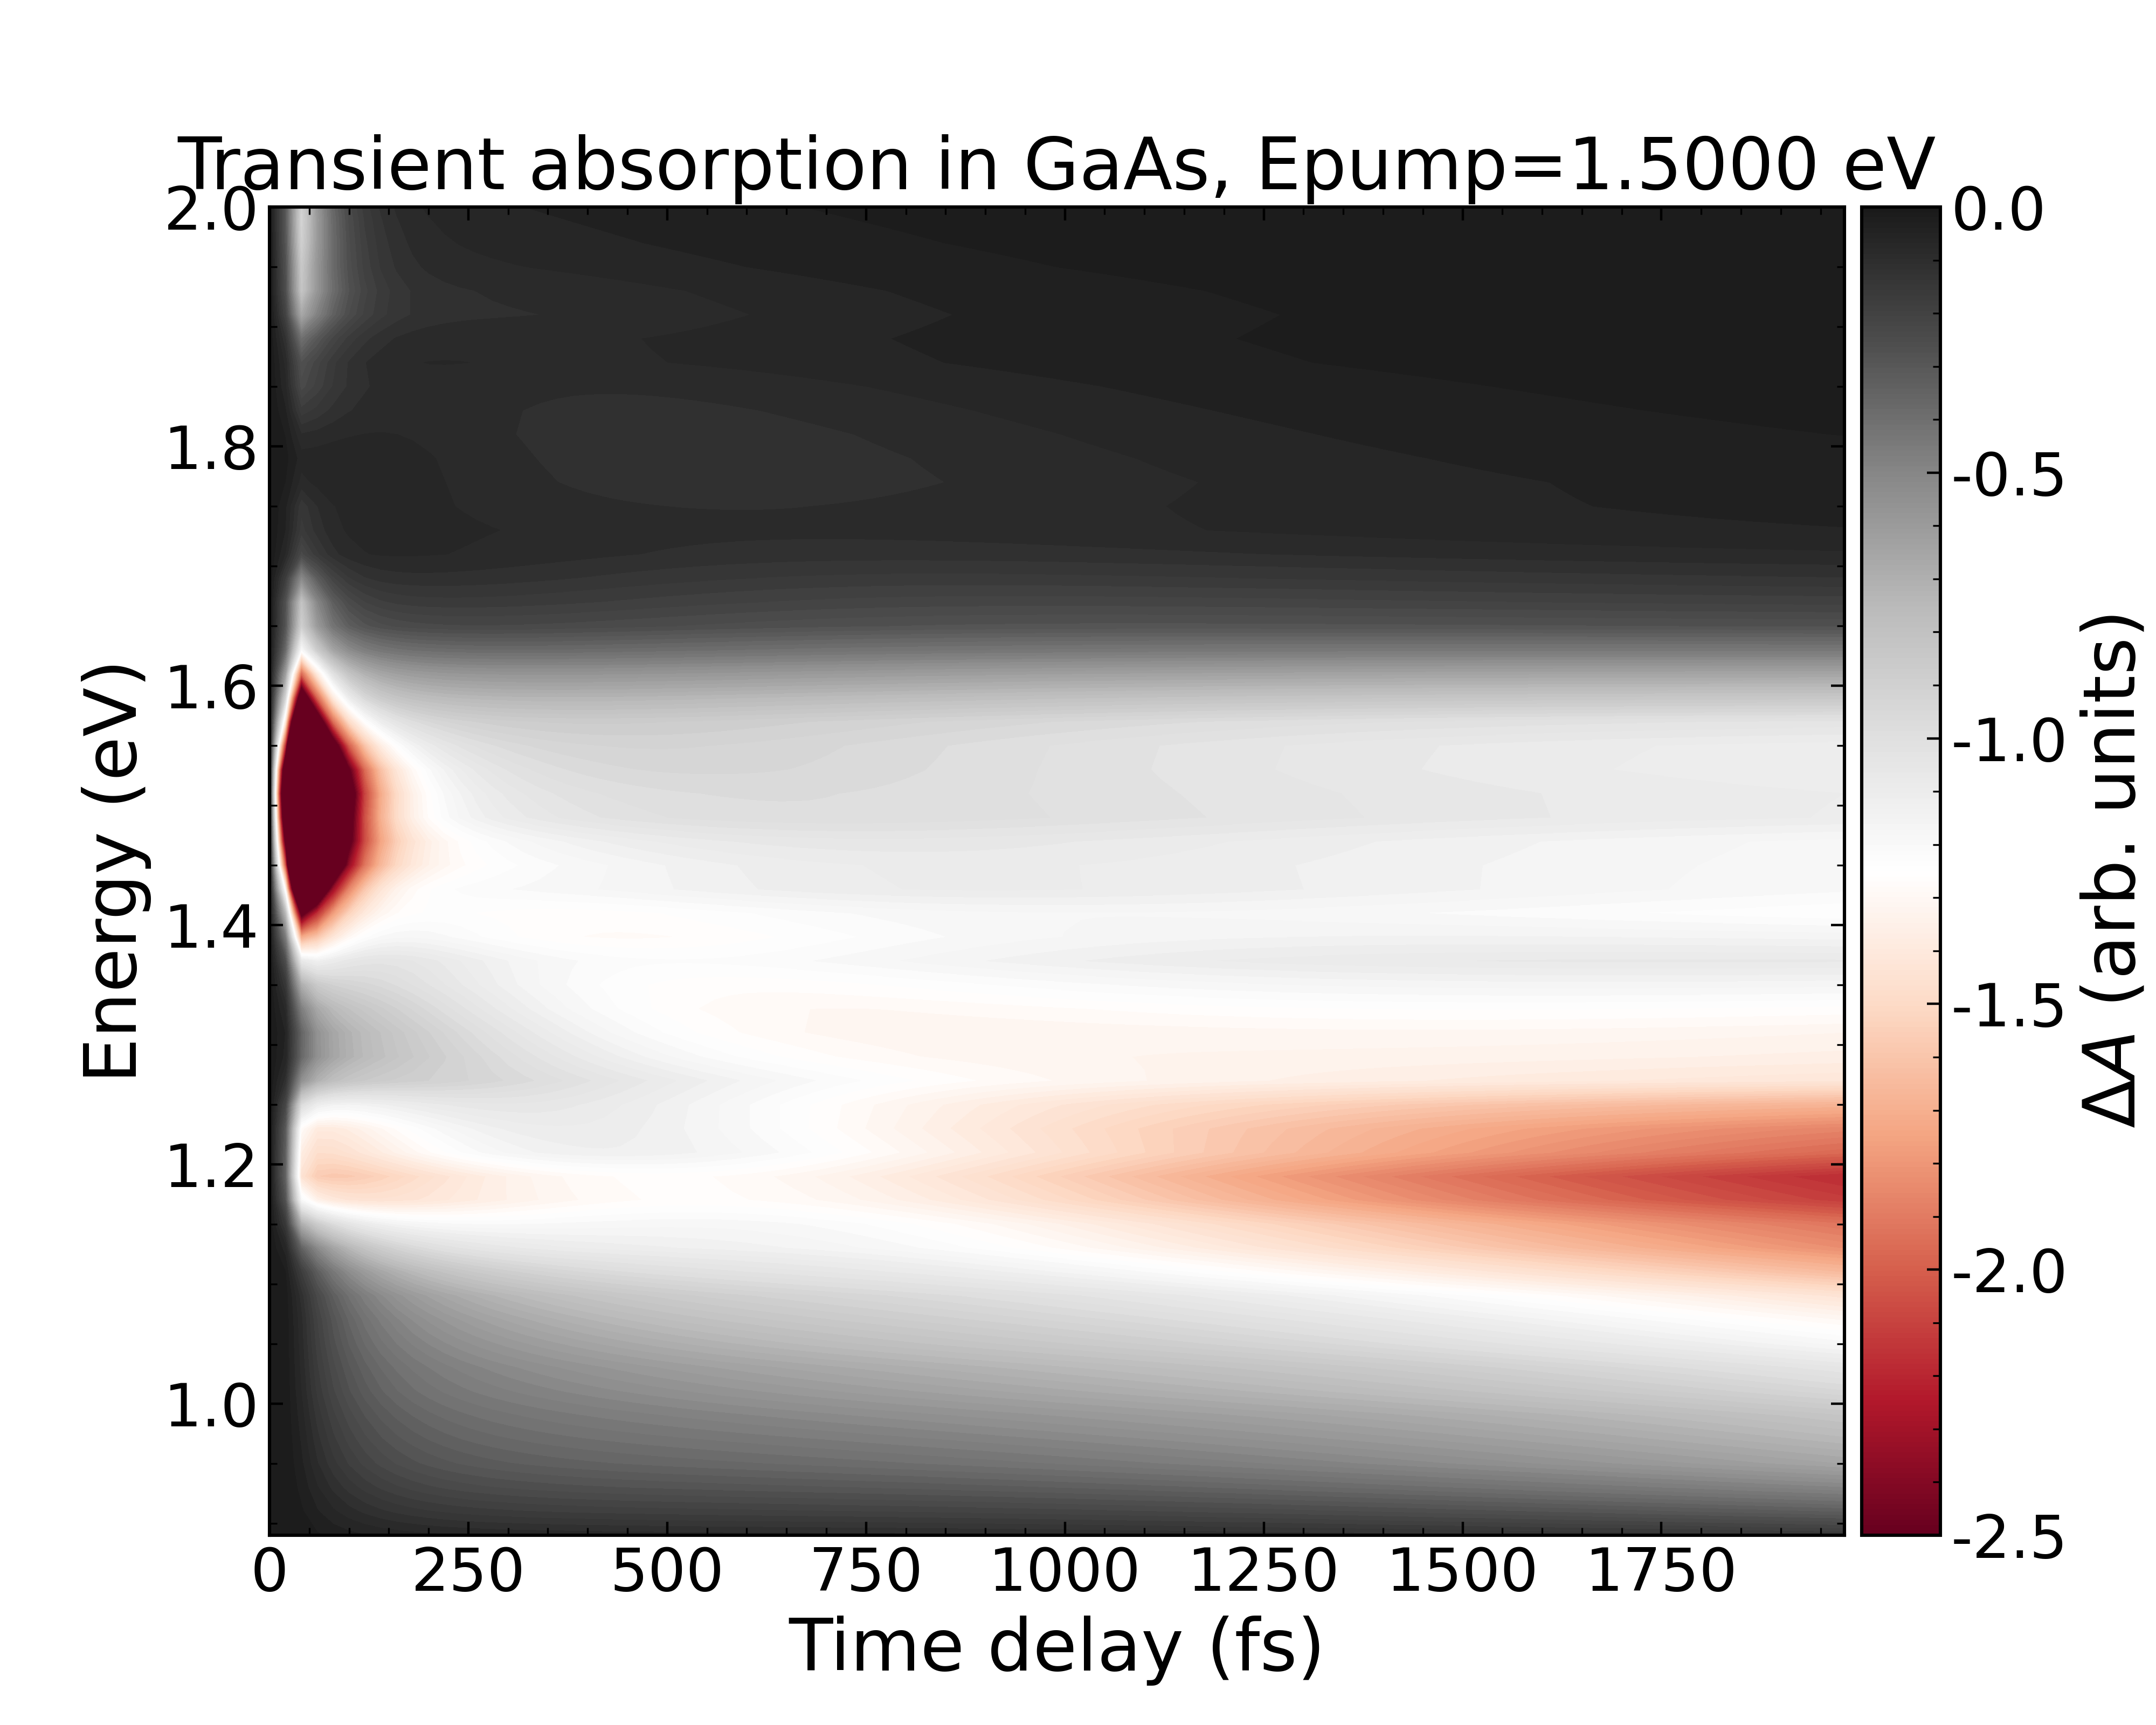 Transient absorption in GaAs, Epump=1.5000 eV
2.0
1.8
1.6
1.4
1.2
1.0
Energy (eV)
0 250 500 750 1000 1250 1500 1750
Time delay (fs)
0.0
-0.5
-1.0
-1.5
-2.0
-2.5
ΔA (arb. units)